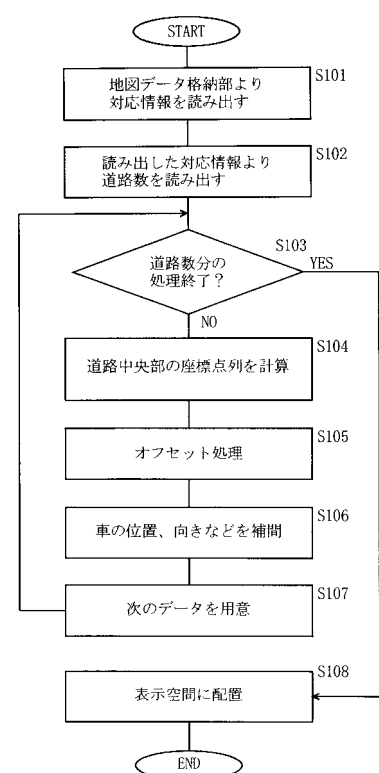 START
地図データ格納部より
対応情報を読み出す
S101
読み出した対応情報より
道路数を読み出す
S102
S103
道路数分の
処理終了?
YES
NO
道路中央部の座標点列を計算
S104
オフセット処理
S105
車の位置、向きなどを補間
S106
次のデータを用意
S107
表示空間に配置
S108
END